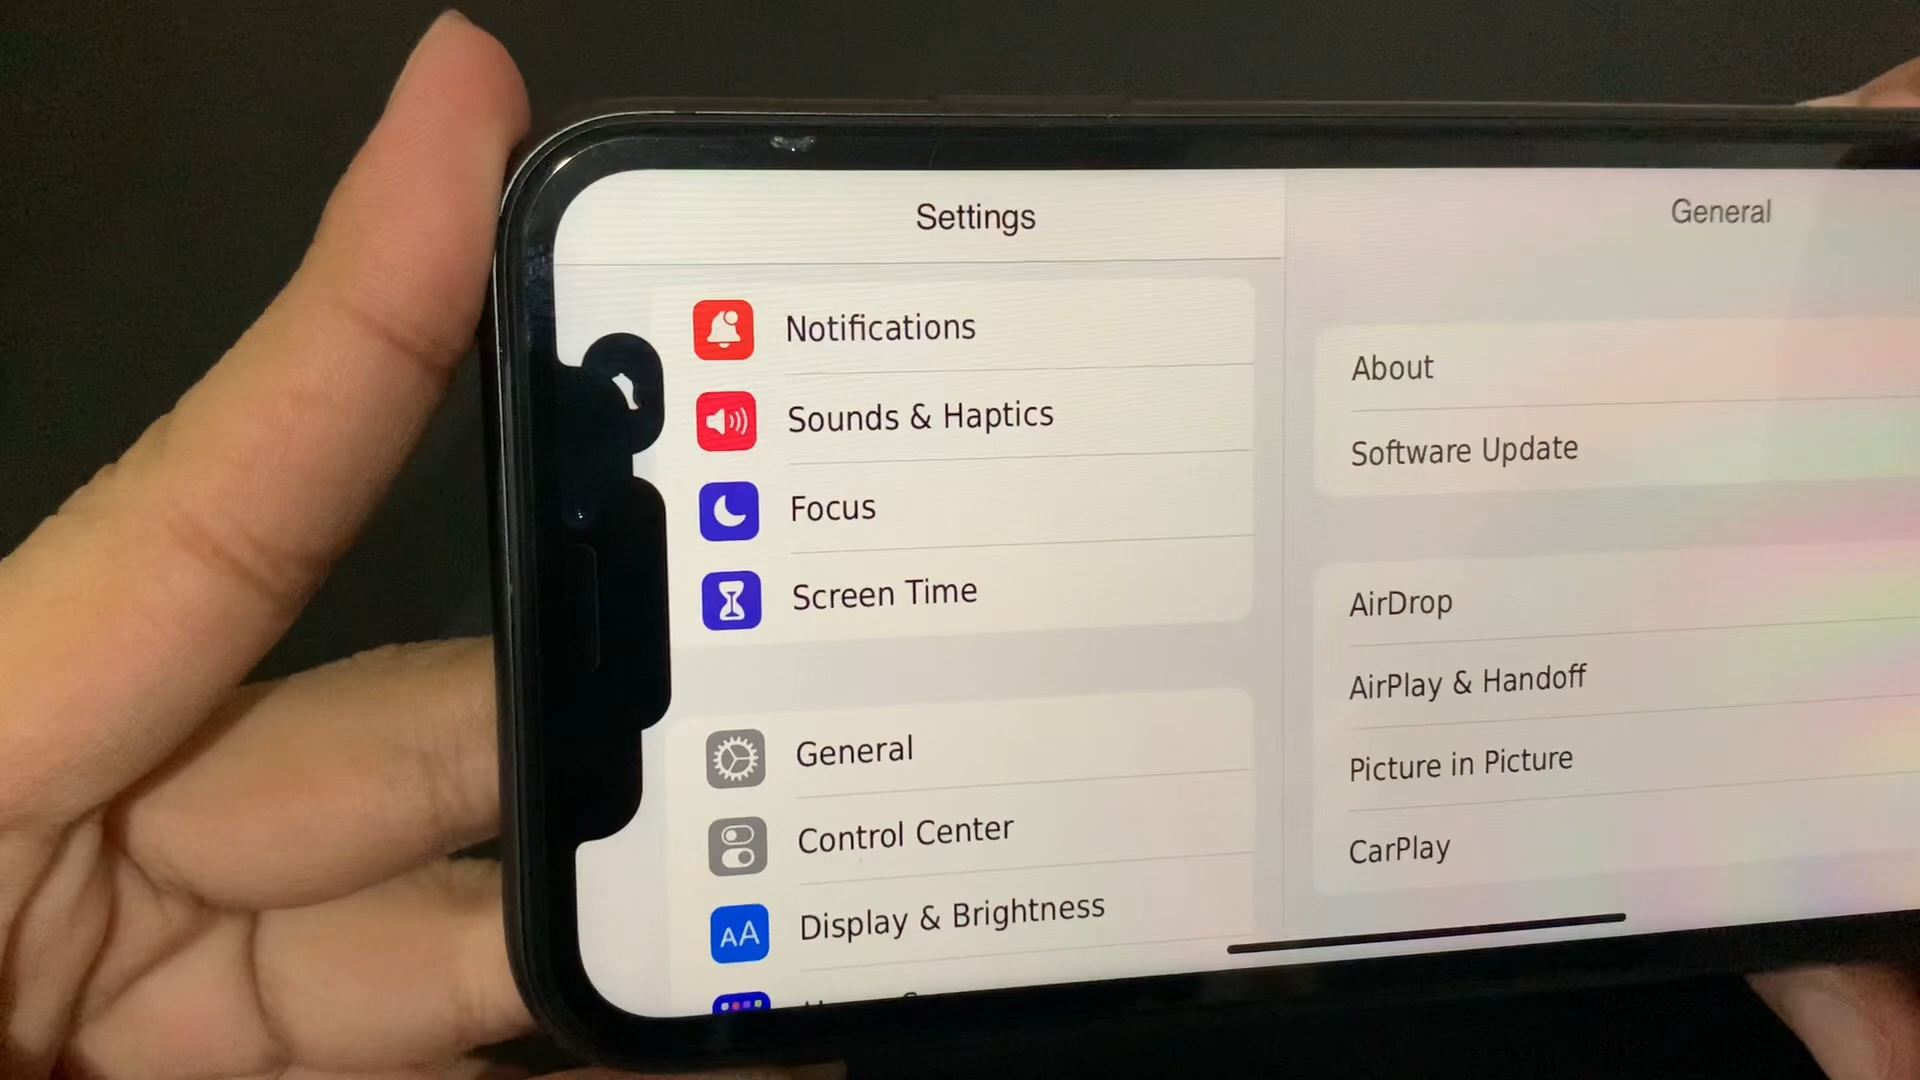 Settings
Notifications
Sounds & Haptics
Focus
Screen Time
General
Control Center
AA
Display & Brightness
General
About
Software Update
AirDrop
AirPlay & Handoff
Picture in Picture
CarPlay